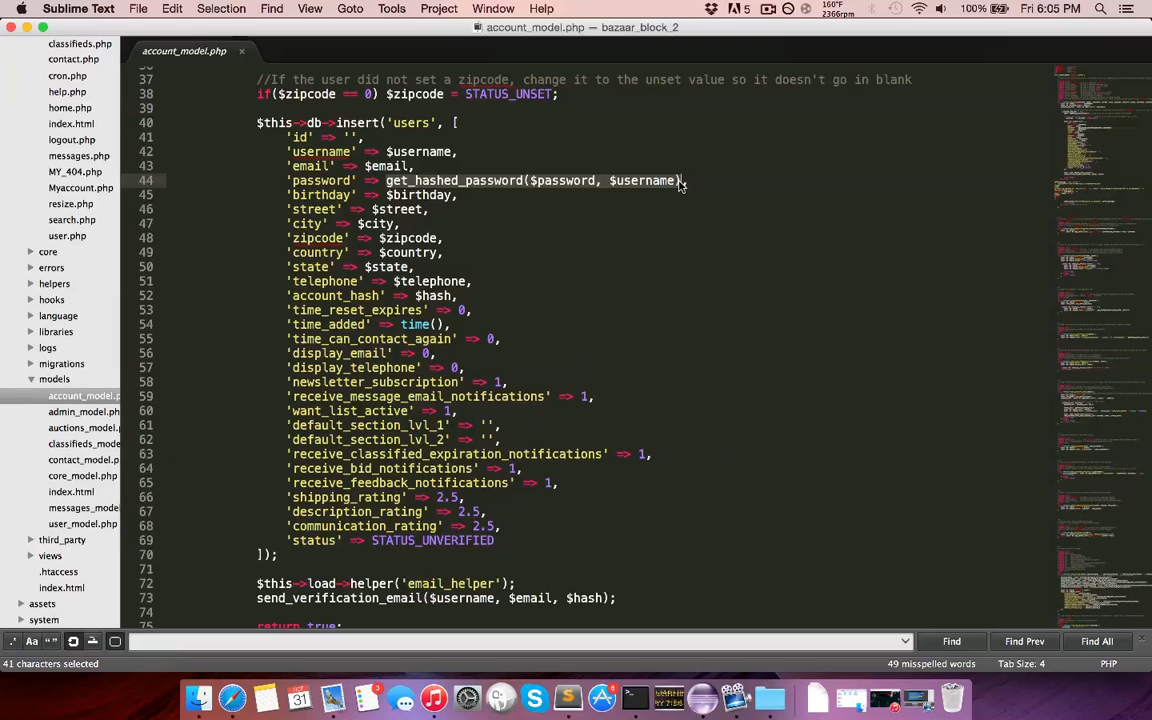 Sublime Text File Edit Selection Find View Goto Tools Project Window Help 5 160°F 2366rpm 100% Fri 6:05 PM
account_model.php — bazaar_block_2
classifieds.php
contact.php
cron.php
help.php
home.php
index.html
logout.php
messages.php
MY_404.php
Myaccount.php
resize.php
search.php
user.php
core
errors
helpers
hooks
language
libraries
logs
migrations
models
account_model.p
admin_model.ph
auctions_model.
classifieds_mode
contact_model.p
core_model.php
index.html
messages_mode
user_model.php
third_party
views
.htaccess
index.html
assets
system
account_model.php ×
36
37 //If the user did not set a zipcode, change it to the unset value so it doesn't go in blank
38 if($zipcode == 0) $zipcode = STATUS_UNSET;
39
40 $this->db->insert('users', [
41 'id' => '',
42 'username' => $username,
43 'email' => $email,
44 'password' => get_hashed_password($password, $username)
45 'birthday' => $birthday,
46 'street' => $street,
47 'city' => $city,
48 'zipcode' => $zipcode,
49 'country' => $country,
50 'state' => $state,
51 'telephone' => $telephone,
52 'account_hash' => $hash,
53 'time_reset_expires' => 0,
54 'time_added' => time(),
55 'time_can_contact_again' => 0,
56 'display_email' => 0,
57 'display_telephone' => 0,
58 'newsletter_subscription' => 1,
59 'receive_message_email_notifications' => 1,
60 'want_list_active' => 1,
61 'default_section_lvl_1' => '',
62 'default_section_lvl_2' => '',
63 'receive_classified_expiration_notifications' => 1,
64 'receive_bid_notifications' => 1,
65 'receive_feedback_notifications' => 1,
66 'shipping_rating' => 2.5,
67 'description_rating' => 2.5,
68 'communication_rating' => 2.5,
69 'status' => STATUS_UNVERIFIED
70 ]);
71
72 $this->load->helper('email_helper');
73 send_verification_email($username, $email, $hash);
74
75 return true;
.* Aa “” Find Find Prev Find All
41 characters selected 49 misspelled words Tab Size: 4 PHP